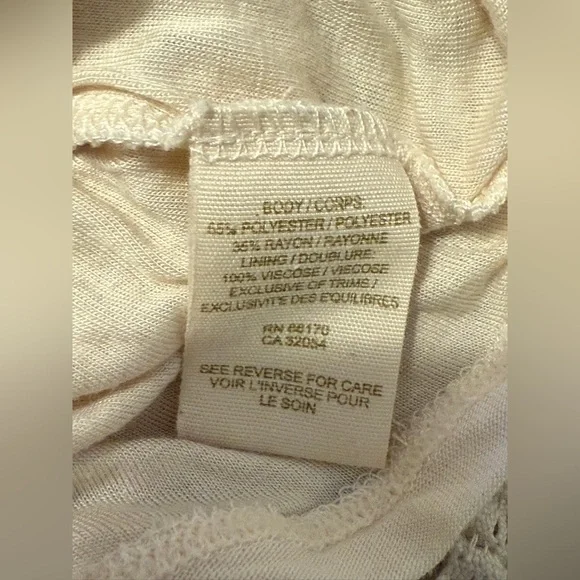 BODY / CORPS
65% POLYESTER / POLYESTER
35% RAYON / RAYONNE
LINING / DOUBLURE:
100% VISCOSE / VISCOSE
EXCLUSIVE OF TRIMS /
EXCLUSIVITE DES EQUILIBRES
RN 66170
CA 32054
SEE REVERSE FOR CARE
VOIR L'INVERSE POUR
LE SOIN